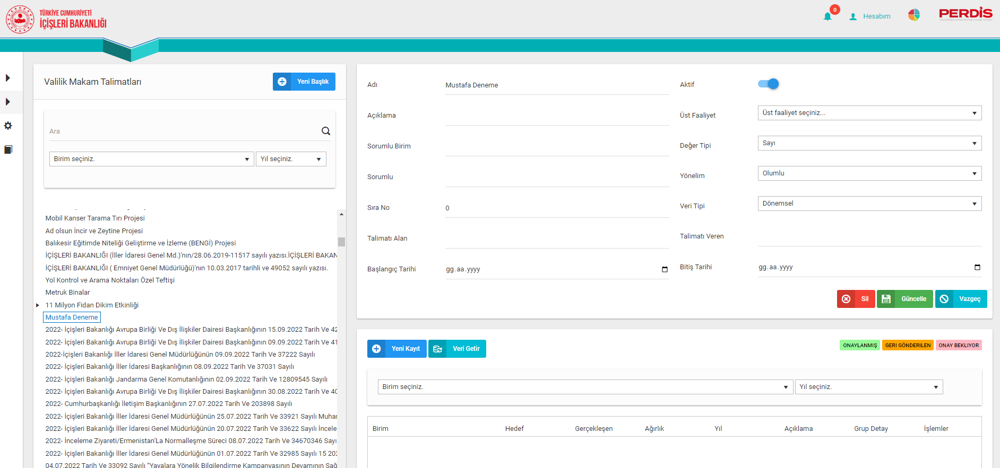 TÜRKİYE CUMHURİYETİ
İÇİŞLERİ BAKANLIĞI
0
Hesabım
PERDİS
Valilik Makam Talimatları
Yeni Başlık
Ara
Birim seçiniz.
Yıl seçiniz.
Mobil Kanser Tarama Tırı Projesi
Ad olsun İncir ve Zeytine Projesi
Balıkesir Eğitimde Niteliği Geliştirme ve İzleme (BENGİ) Projesi
İÇİŞLERİ BAKANLIĞI (İller İdaresi Genel Md.)'nın/28.06.2019-11517 sayılı yazısı.İÇİŞLERİ BAKAN
İÇİŞLERİ BAKANLIĞI ( Emniyet Genel Müdürlüğü)'nın 10.03.2017 tarihli ve 49052 sayılı yazısı.
Yol Kontrol ve Arama Noktaları Özel Teftişi
Metruk Binalar
11 Milyon Fidan Dikim Etkinliği
Mustafa Deneme
2022- İçişleri Bakanlığı Avrupa Birliği Ve Dış İlişkiler Dairesi Başkanlığının 15.09.2022 Tarih Ve 42
2022- İçişleri Bakanlığı Avrupa Birliği Ve Dış İlişkiler Dairesi Başkanlığının 09.09.2022 Tarih Ve 41
2022-İçişleri Bakanlığı İller İdaresi Genel Müdürlüğünün 09.09.2022 Tarih Ve 37222 Sayılı
2022- İçişleri Bakanlığı İller İdaresi Başkanlığının 08.09.2022 Tarih Ve 37031 Sayılı
2022- İçişleri Bakanlığı Jandarma Genel Komutanlığının 02.09.2022 Tarih Ve 12809545 Sayılı
2022- İçişleri Bakanlığı Avrupa Birliği Ve Dış İlişkiler Dairesi Başkanlığının 30.08.2022 Tarih Ve 40
2022- Cumhurbaşkanlığı İletişim Başkanlığının 27.07.2022 Tarih Ve 203898 Sayılı
2022- İçişleri Bakanlığı İller İdaresi Genel Müdürlüğünün 25.07.2022 Tarih Ve 33921 Sayılı Muhar
2022- İçişleri Bakanlığı İller İdaresi Genel Müdürlüğünün 20.07.2022 Tarih Ve 33622 Sayılı İncele
2022- İnceleme Ziyareti/Ermenistan'La Normalleşme Süreci 08.07.2022 Tarih Ve 34670346 Sayı
2022- İçişleri Bakanlığı İller İdaresi Genel Müdürlüğünün 01.07.2022 Tarih Ve 32985 Sayılı 15 202
04.07.2022 Tarih Ve 33092 Sayılı "Yayalara Yönelik Bilgilendirme Kampanyasının Devamının Sağ
Adı
Mustafa Deneme
Aktif
Açıklama
Üst Faaliyet
Üst faaliyet seçiniz...
Sorumlu Birim
Değer Tipi
Sayı
Sorumlu
Yönelim
Olumlu
Sıra No
0
Veri Tipi
Dönemsel
Talimatı Alan
Talimatı Veren
Başlangıç Tarihi
gg.aa.yyyy
Bitiş Tarihi
gg.aa.yyyy
Sil
Güncelle
Vazgeç
Yeni Kayıt
Veri Getir
ONAYLANMIŞ
GERI GÖNDERILEN
ONAY BEKLIYOR
Birim seçiniz.
Yıl seçiniz.
Birim
Hedef
Gerçekleşen
Ağırlık
Yıl
Açıklama
Grup Detay
İşlemler